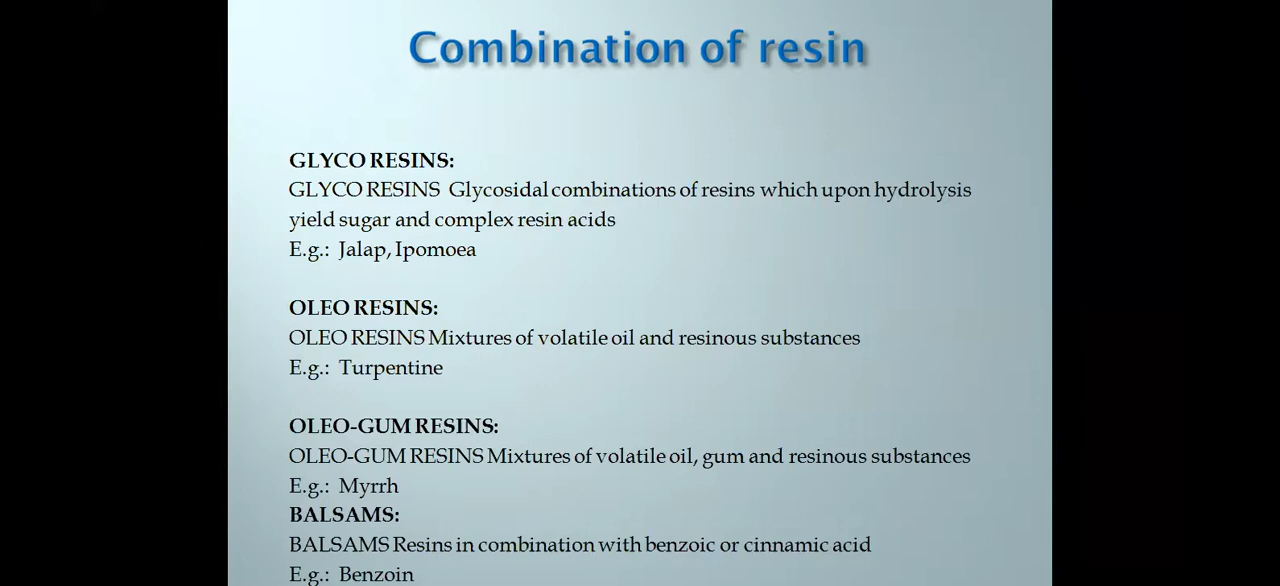 Combination of resin
GLYCO RESINS:
GLYCO RESINS Glycosidal combinations of resins which upon hydrolysis
yield sugar and complex resin acids
E.g.: Jalap, Ipomoea
OLEO RESINS:
OLEO RESINS Mixtures of volatile oil and resinous substances
E.g.: Turpentine
OLEO-GUM RESINS:
OLEO-GUM RESINS Mixtures of volatile oil, gum and resinous substances
E.g.: Myrrh
BALSAMS:
BALSAMS Resins in combination with benzoic or cinnamic acid
E.g.: Benzoin